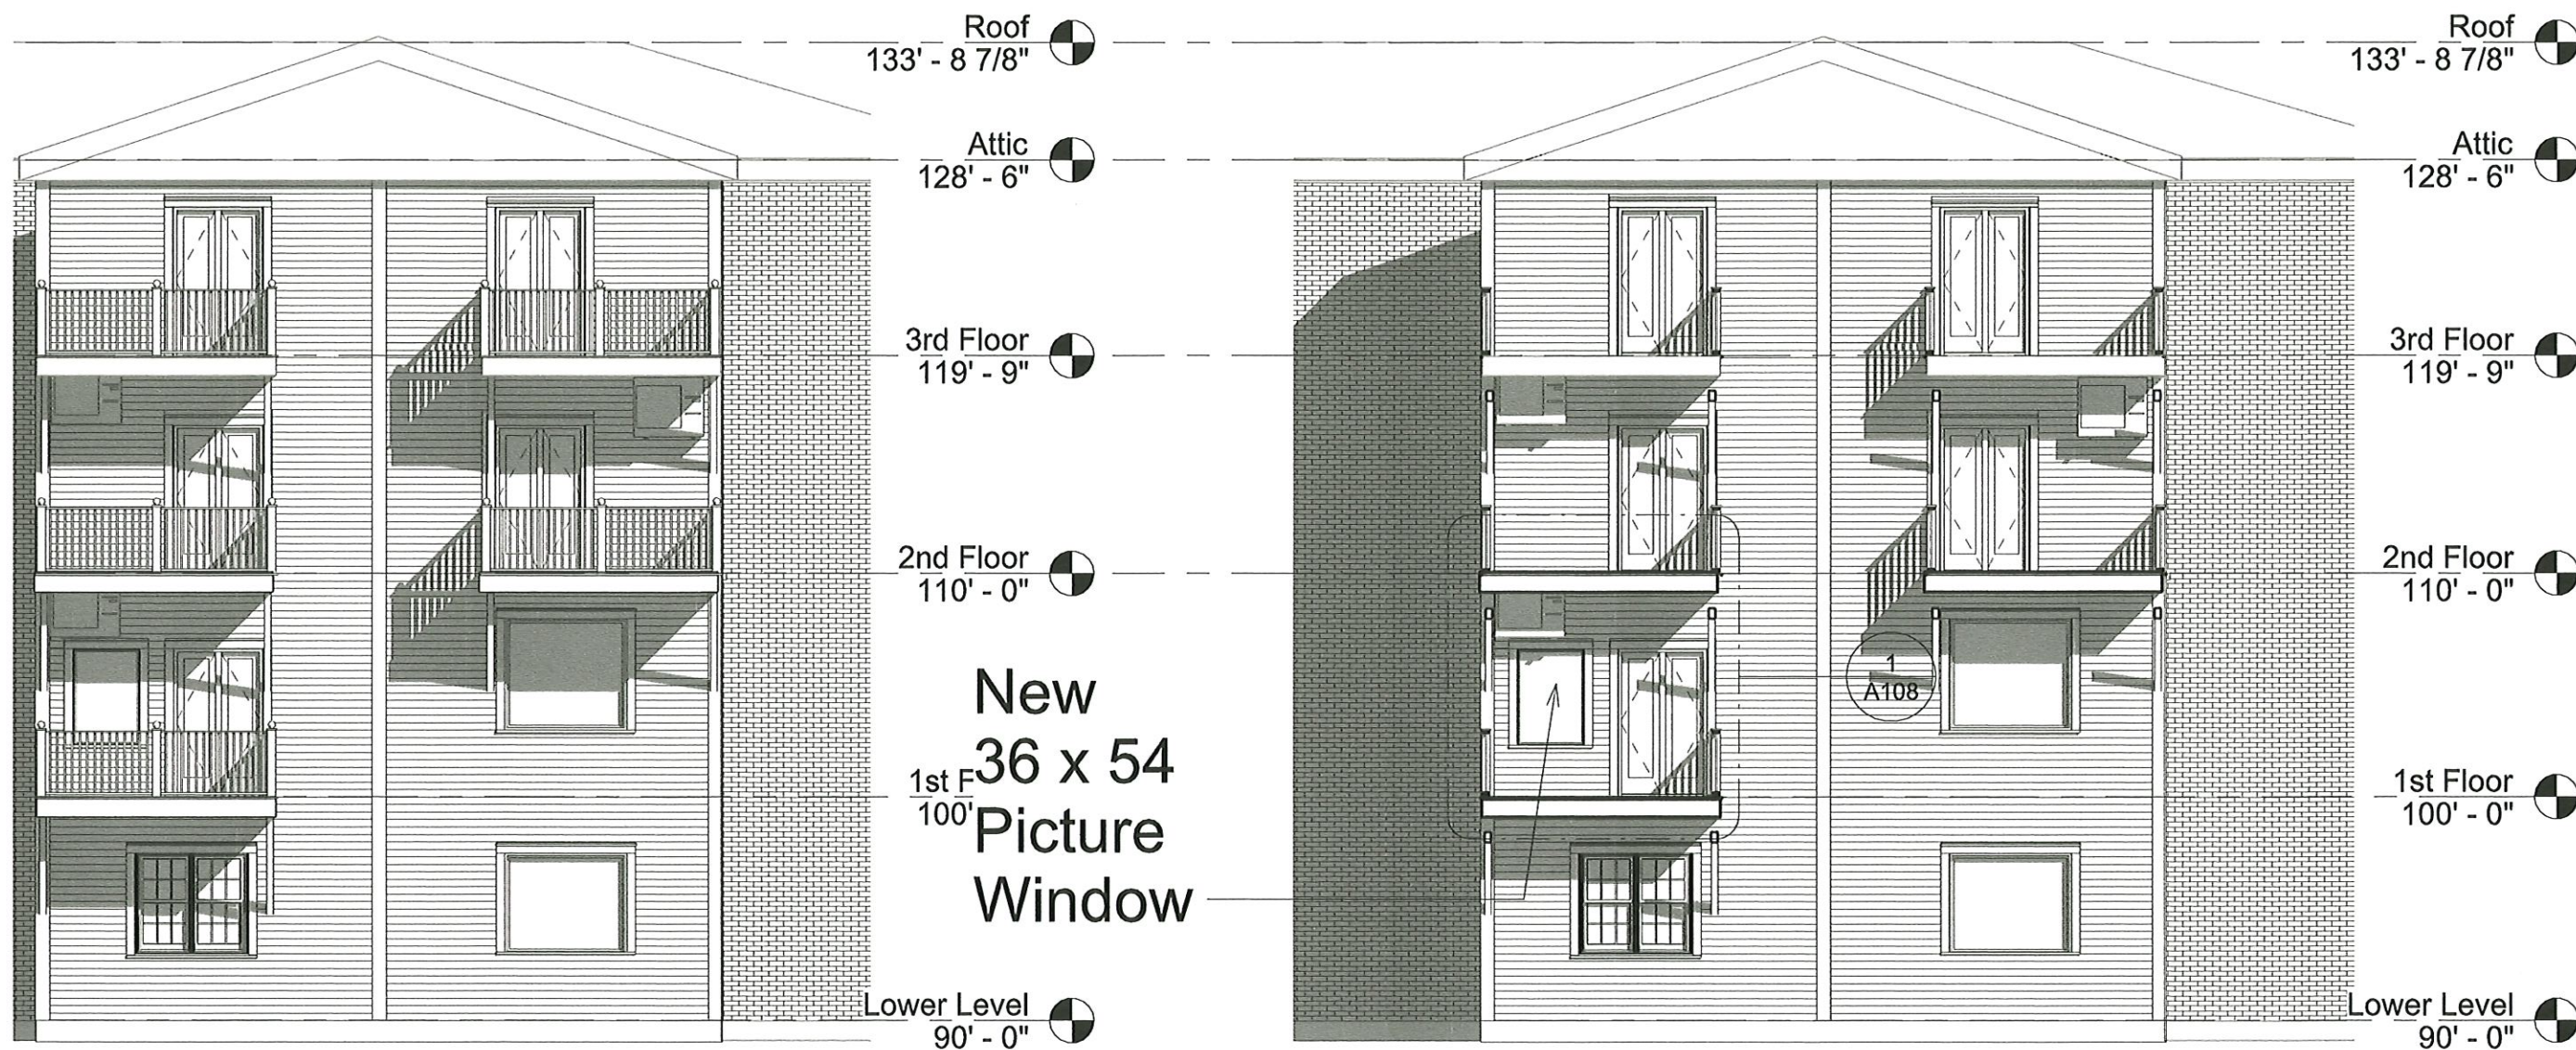 Roof
133' - 8 7/8"
Attic
128' - 6"
3rd Floor
119' - 9"
2nd Floor
110' - 0"
1st F
100'
Lower Level
90' - 0"
New
36 x 54
Picture
Window
1
A108
Roof
133' - 8 7/8"
Attic
128' - 6"
3rd Floor
119' - 9"
2nd Floor
110' - 0"
1st Floor
100' - 0"
Lower Level
90' - 0"